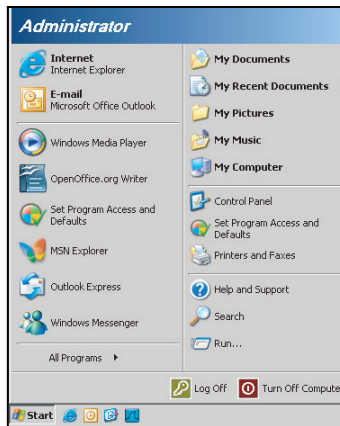 Administrator
Internet
Internet Explorer
E-mail
Microsoft Office Outlook
Windows Media Player
OpenOffice.org Writer
Set Program Access and
Defaults
MSN Explorer
Outlook Express
Windows Messenger
All Programs
My Documents
My Recent Documents
My Pictures
My Music
My Computer
Control Panel
Set Program Access and
Defaults
Printers and Faxes
Help and Support
Search
Run...
Log Off
Turn Off Compute
Start